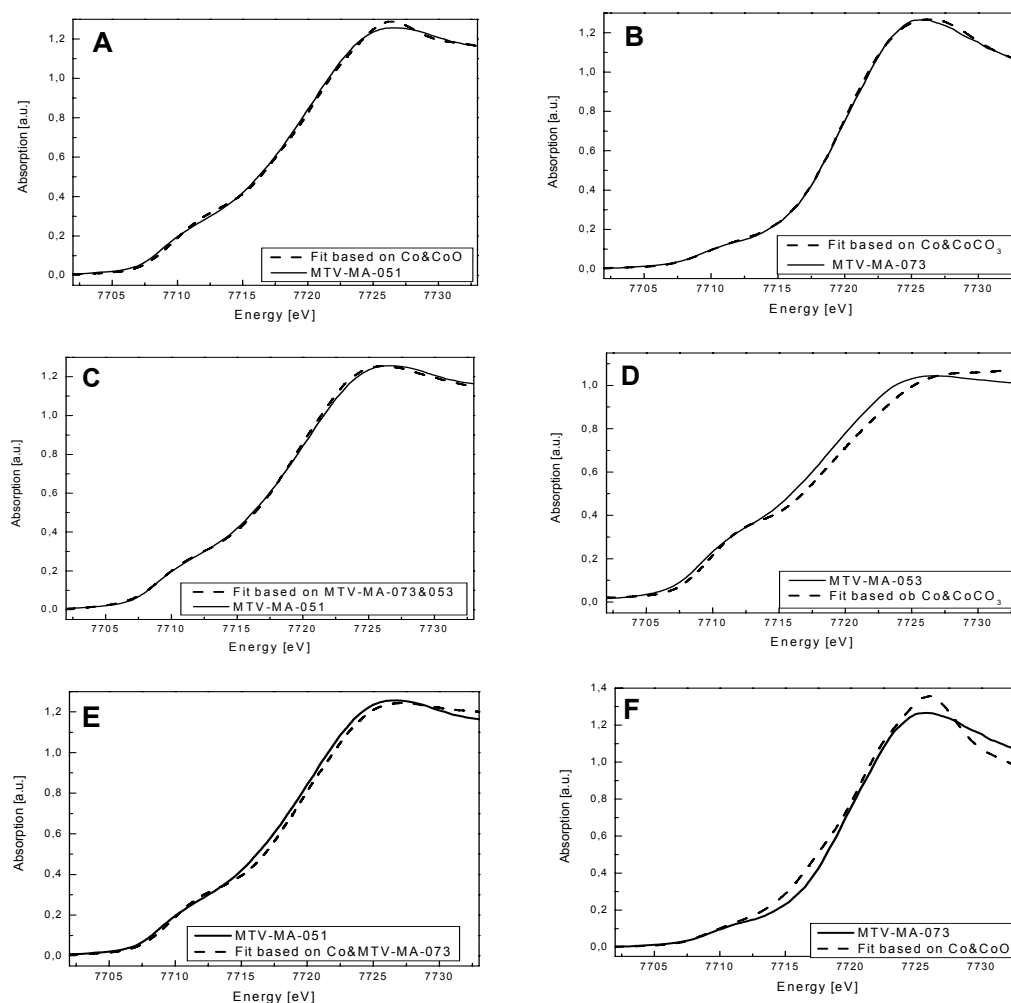 A
1,2
1,0
0,8
0,6
0,4
0,2
0,0
Absorption [a.u.]
Fit based on Co&CoO
MTV-MA-051
7705 7710 7715 7720 7725 7730
Energy [eV]
B
1,2
1,0
0,8
0,6
0,4
0,2
0,0
Absorption [a.u.]
Fit based on Co&CoCO₃
MTV-MA-073
7705 7710 7715 7720 7725 7730
Energy [eV]
C
1,2
1,0
0,8
0,6
0,4
0,2
0,0
Absorption [a.u.]
Fit based on MTV-MA-073&053
MTV-MA-051
7705 7710 7715 7720 7725 7730
Energy [eV]
D
1,0
0,8
0,6
0,4
0,2
0,0
Absorption [a.u.]
MTV-MA-053
Fit based ob Co&CoCO₃
7705 7710 7715 7720 7725 7730
Energy [eV]
E
1,2
1,0
0,8
0,6
0,4
0,2
0,0
Absorption [a.u.]
MTV-MA-051
Fit based on Co&MTV-MA-073
7705 7710 7715 7720 7725 7730
Energy [eV]
F
1,4
1,2
1,0
0,8
0,6
0,4
0,2
0,0
Absorption [a.u.]
MTV-MA-073
Fit based on Co&CoO
7705 7710 7715 7720 7725 7730
Energy [eV]